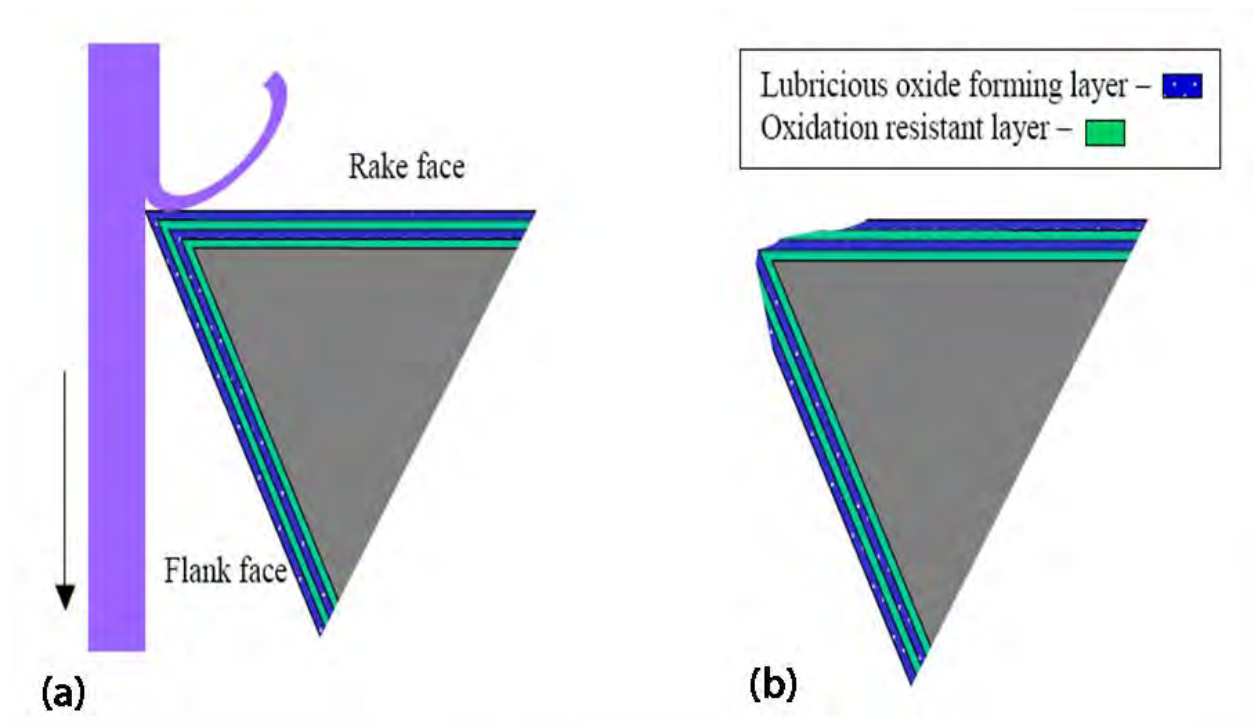 Lubricious oxide forming layer –
Oxidation resistant layer –
Rake face
Flank face
(a)
(b)